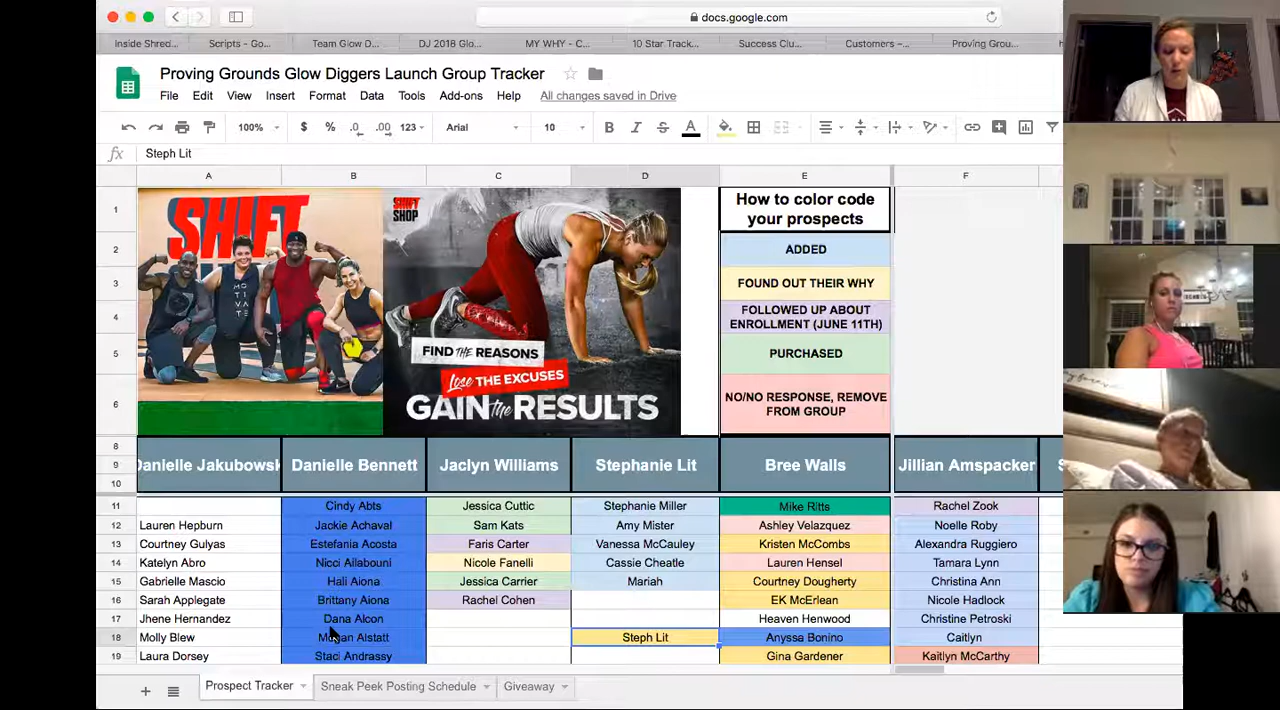 docs.google.com
Inside Shred...
Scripts – Go...
Team Glow D...
DJ 2018 Glo...
MY WHY – C...
10 Star Track...
Success Clu...
Customers –...
Proving Grou...
Proving Grounds Glow Diggers Launch Group Tracker
File Edit View Insert Format Data Tools Add-ons Help All changes saved in Drive
100% $ % .0 .00 123 Arial 10 B I S A
fx Steph Lit
A B C D E F
1
2
3
4
5
6
8
9
10
SHIFT
MOTIVATE
SHIFT
SHOP
FIND THE REASONS
Lose THE EXCUSES
GAIN the RESULTS
How to color code
your prospects
ADDED
FOUND OUT THEIR WHY
FOLLOWED UP ABOUT
ENROLLMENT (JUNE 11TH)
PURCHASED
NO/NO RESPONSE, REMOVE
FROM GROUP
Danielle Jakubowsk Danielle Bennett Jaclyn Williams Stephanie Lit Bree Walls Jillian Amspacker
11 Cindy Abts Jessica Cuttic Stephanie Miller Mike Ritts Rachel Zook
12 Lauren Hepburn Jackie Achaval Sam Kats Amy Mister Ashley Velazquez Noelle Roby
13 Courtney Gulyas Estefania Acosta Faris Carter Vanessa McCauley Kristen McCombs Alexandra Ruggiero
14 Katelyn Abro Nicci Ailabouni Nicole Fanelli Cassie Cheatle Lauren Hensel Tamara Lynn
15 Gabrielle Mascio Hali Aiona Jessica Carrier Mariah Courtney Dougherty Christina Ann
16 Sarah Applegate Brittany Aiona Rachel Cohen EK McErlean Nicole Hadlock
17 Jhene Hernandez Dana Alcon Heaven Henwood Christine Petroski
18 Molly Blew Megan Alstatt Steph Lit Anyssa Bonino Caitlyn
19 Laura Dorsey Staci Andrassy Gina Gardener Kaitlyn McCarthy
Prospect Tracker Sneak Peek Posting Schedule Giveaway